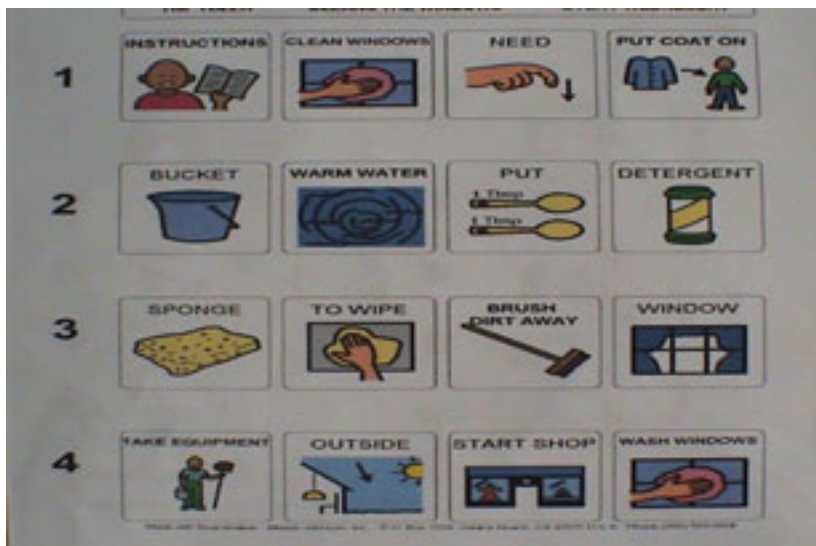 INSTRUCTIONS CLEAN WINDOWS NEED PUT COAT ON
1
BUCKET WARM WATER PUT DETERGENT
2
1 Tbsp
1 Tbsp
SPONGE TO WIPE BRUSH DIRT AWAY WINDOW
3
TAKE EQUIPMENT OUTSIDE START SHOP WASH WINDOWS
4